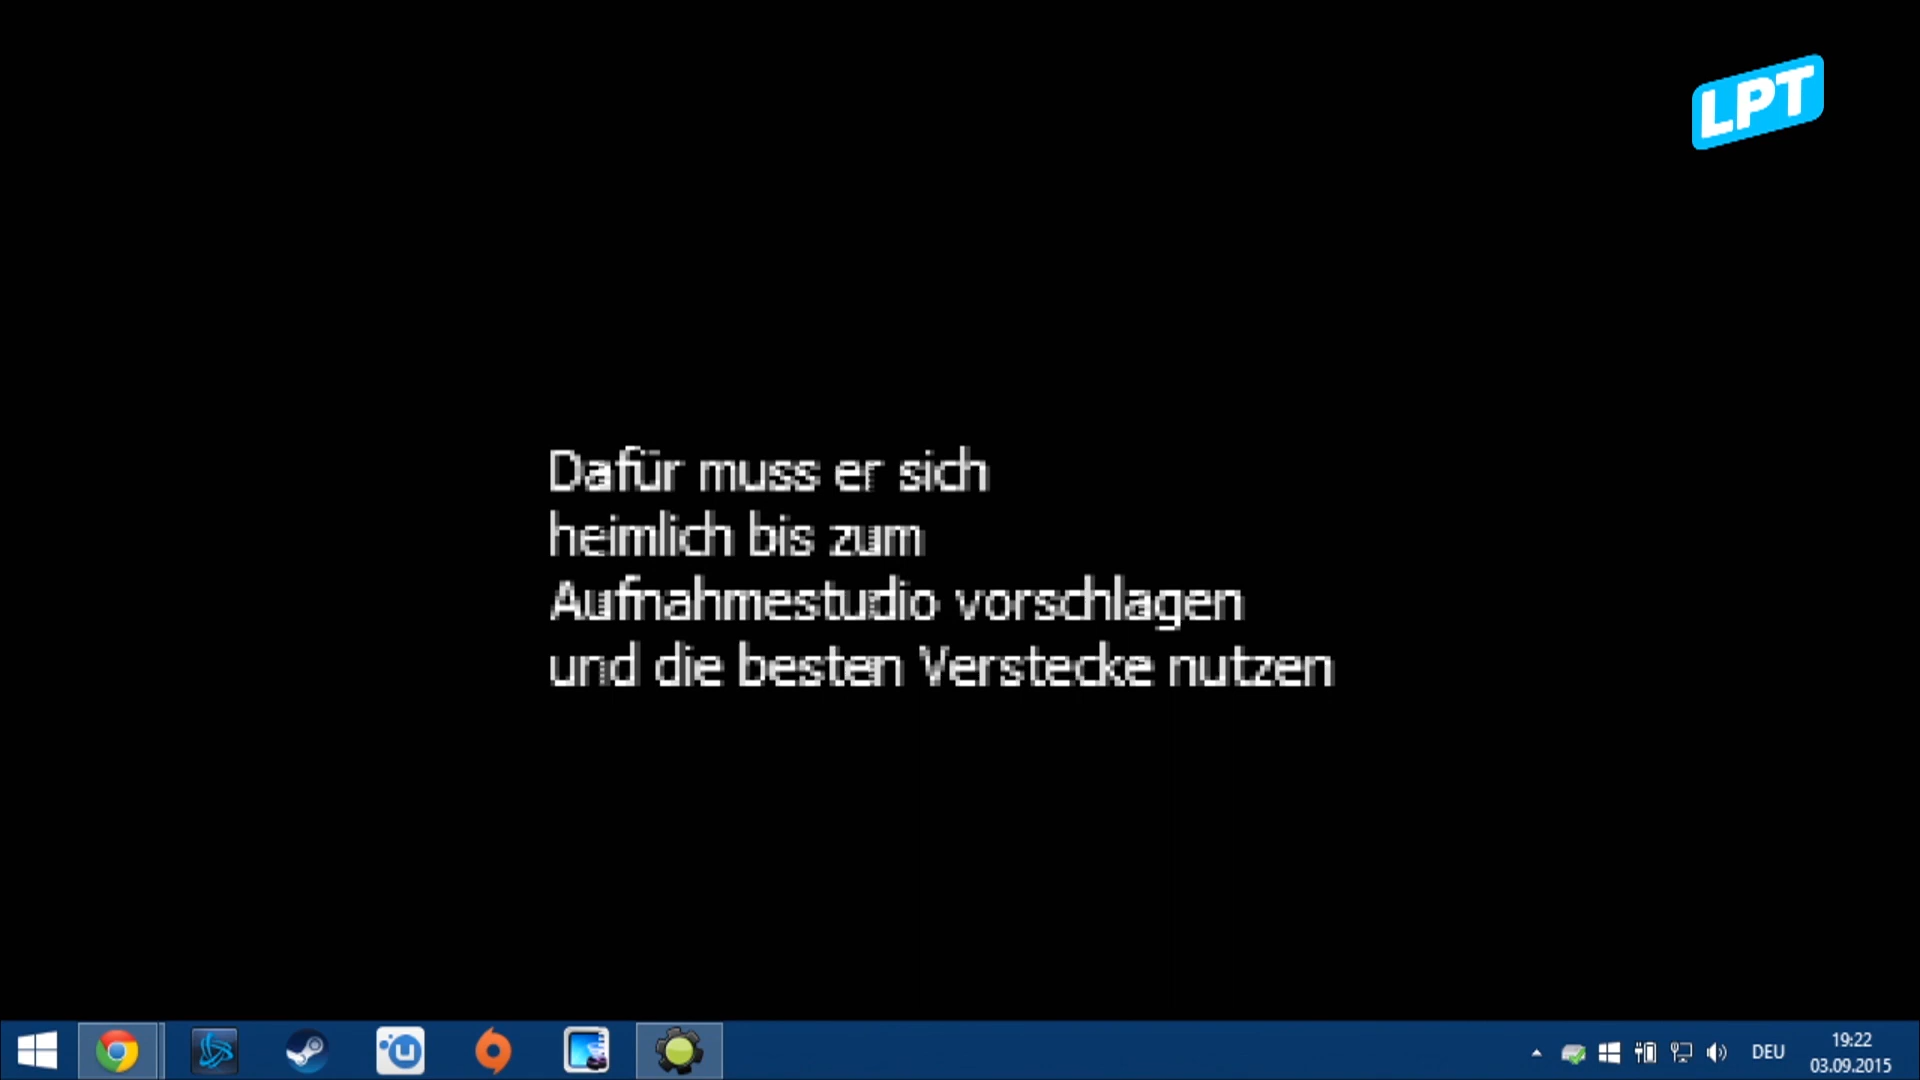 LPT
Dafür muss er sich
heimlich bis zum
Aufnahmestudio vorschlagen
und die besten Verstecke nutzen
DEU
19:22
03.09.2015